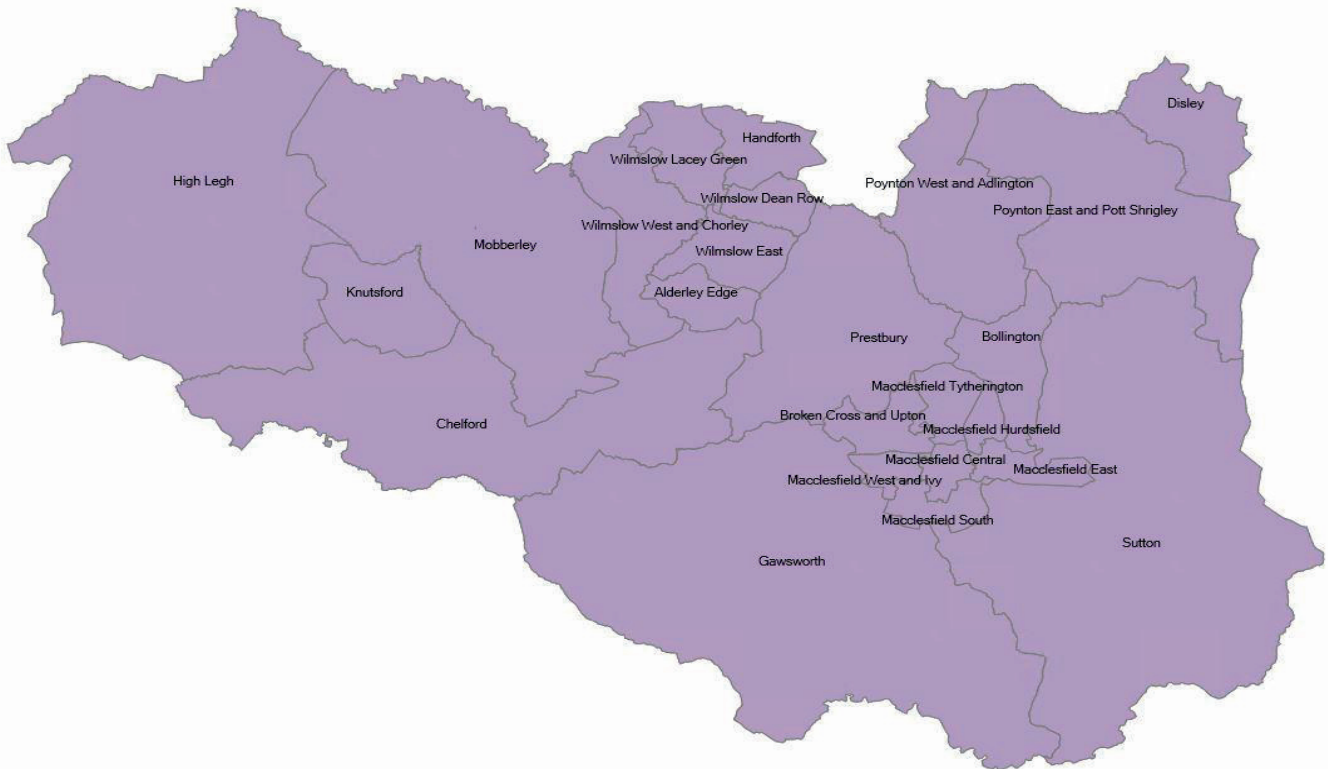 Disley
Handforth
Wilmslow Lacey Green
High Legh
Poynton West and Adlington
Wilmslow Dean Row
Poynton East and Pott Shrigley
Wilmslow West and Chorley
Mobberley
Wilmslow East
Knutsford
Alderley Edge
Prestbury
Bollington
Macclesfield Tytherington
Broken Cross and Upton
Chelford
Macclesfield Hurdsfield
Macclesfield Central
Macclesfield East
Macclesfield West and Ivy
Macclesfield South
Sutton
Gawsworth